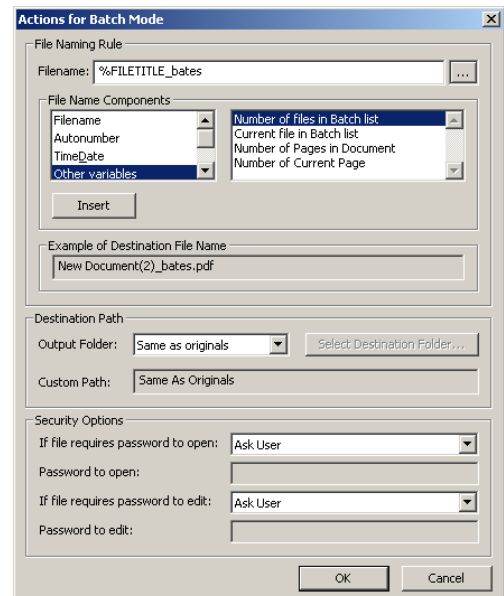 Actions for Batch Mode
File Naming Rule
Filename: %FILETITLE_bates ...
File Name Components
Filename
Autonumber
TimeDate
Other variables
Number of files in Batch list
Current file in Batch list
Number of Pages in Document
Number of Current Page
Insert
Example of Destination File Name
New Document(2)_bates.pdf
Destination Path
Output Folder: Same as originals Select Destination Folder...
Custom Path: Same As Originals
Security Options
If file requires password to open: Ask User
Password to open:
If file requires password to edit: Ask User
Password to edit:
OK Cancel